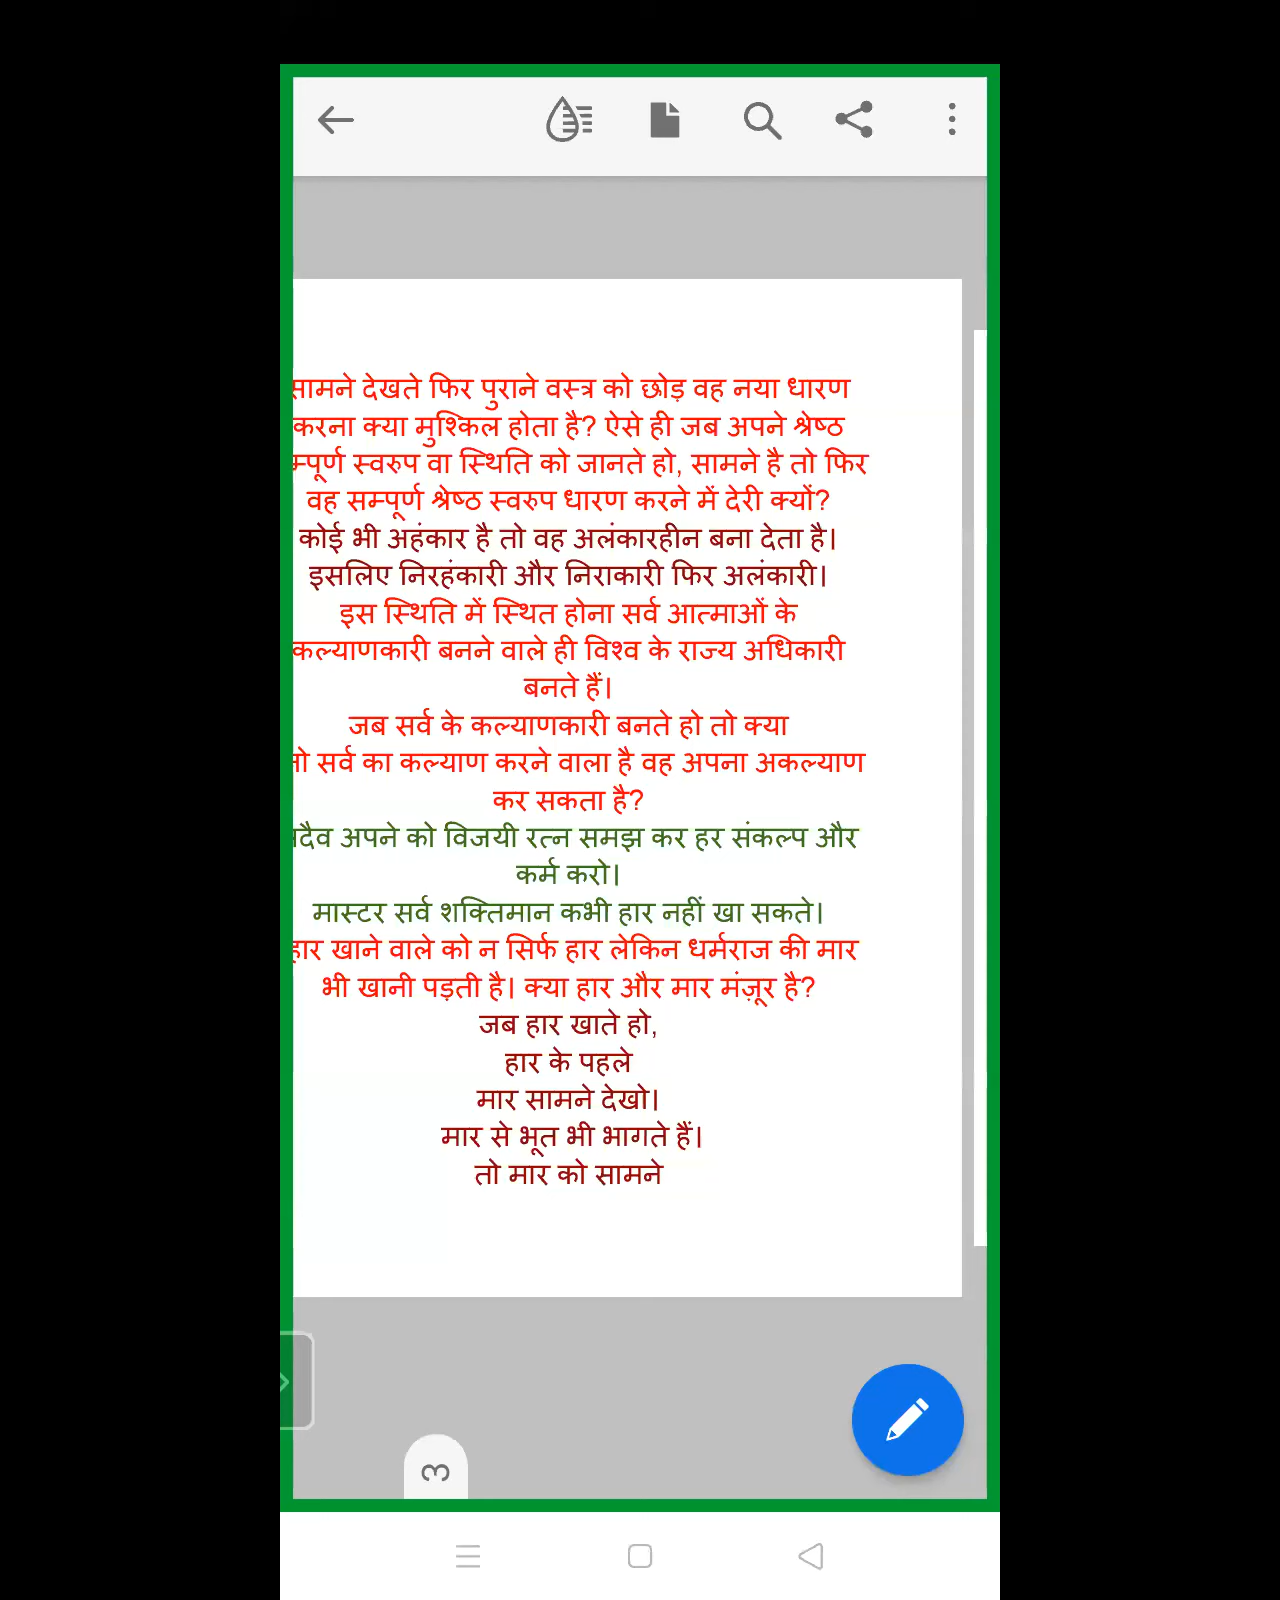 सामने देखते फिर पुराने वस्त्र को छोड़ वह नया धारण
करना क्या मुश्किल होता है? ऐसे ही जब अपने श्रेष्ठ
स्वरुप वा स्थिति को जानते हो, सामने है तो फिर
वह सम्पूर्ण श्रेष्ठ स्वरुप धारण करने में देरी क्यों?
कोई भी अहंकार है तो वह अलंकारहीन बना देता है।
इसलिए निरहंकारी और निराकारी फिर अलंकारी।
इस स्थिति में स्थित होना सर्व आत्माओं के
कल्याणकारी बनने वाले ही विश्व के राज्य अधिकारी
बनते हैं।
जब सर्व के कल्याणकारी बनते हो तो क्या
सर्व का कल्याण करने वाला है वह अपना अकल्याण
कर सकता है?
अपने को विजयी रत्न समझ कर हर संकल्प और
कर्म करो।
मास्टर सर्व शक्तिमान कभी हार नहीं खा सकते।
हार खाने वाले को न सिर्फ हार लेकिन धर्मराज की मार
भी खानी पड़ती है। क्या हार और मार मंज़ूर है?
जब हार खाते हो,
हार के पहले
मार सामने देखो।
मार से भूत भी भागते हैं।
तो मार को सामने
3